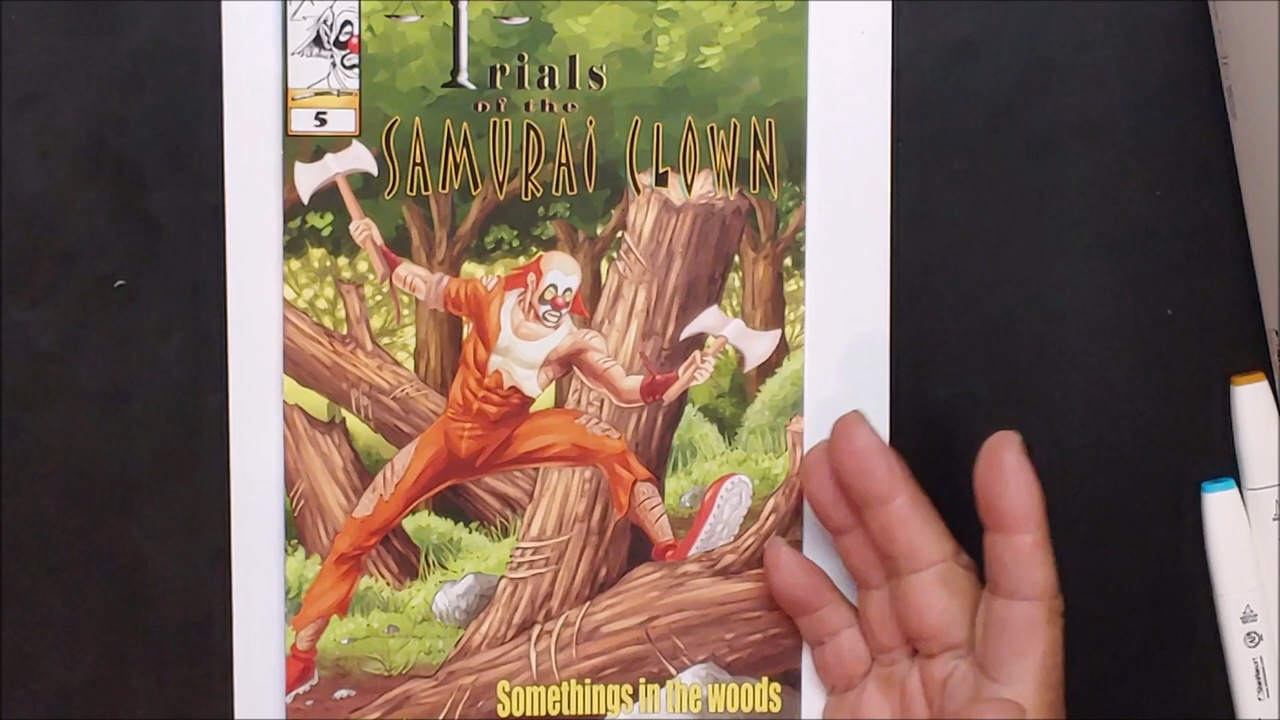 Trials
of the
SAMURAi CLOWN
5
Somethings in the woods